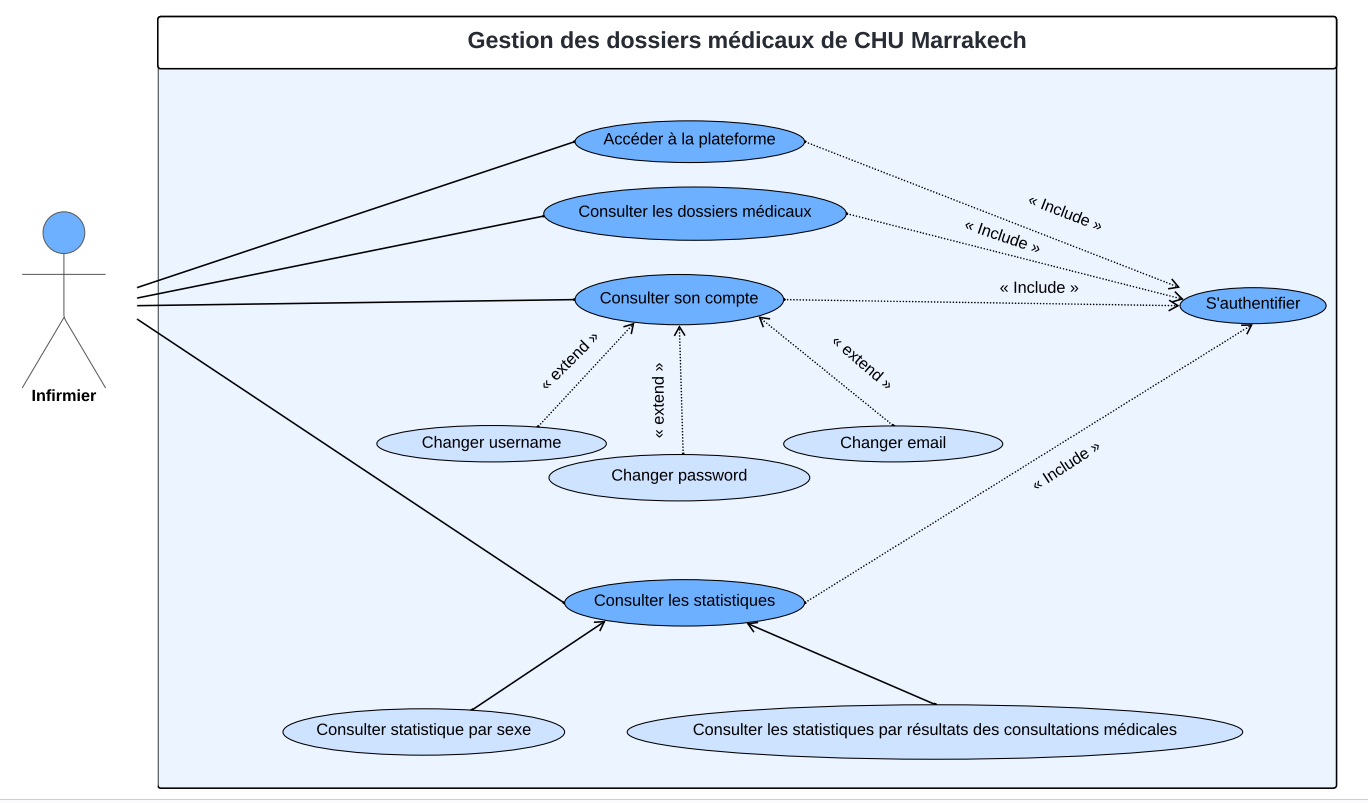 Gestion des dossiers médicaux de CHU Marrakech
Accéder à la plateforme
« Include »
Consulter les dossiers médicaux
« Include »
« Include »
Consulter son compte
S'authentifier
« extend »
« extend »
« extend »
Infirmier
Changer username
Changer email
Changer password
« Include »
Consulter les statistiques
Consulter statistique par sexe
Consulter les statistiques par résultats des consultations médicales